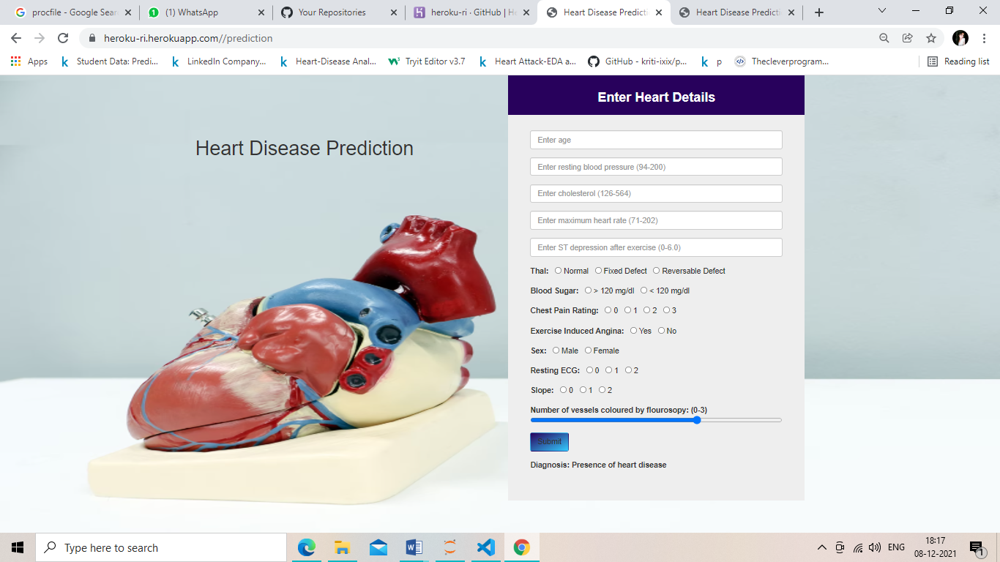 procfile - Google Sear
(1) WhatsApp
Your Repositories
heroku-ri · GitHub | He
Heart Disease Predicti
Heart Disease Predicti
heroku-ri.herokuapp.com//prediction
Apps
Student Data: Predi...
LinkedIn Company...
Heart-Disease Anal...
Tryit Editor v3.7
Heart Attack-EDA a...
GitHub - kriti-ixix/p...
p
Thecleverprogram...
Reading list
Heart Disease Prediction
Enter Heart Details
Enter age
Enter resting blood pressure (94-200)
Enter cholesterol (126-564)
Enter maximum heart rate (71-202)
Enter ST depression after exercise (0-6.0)
Thal: Normal Fixed Defect Reversable Defect
Blood Sugar: > 120 mg/dl < 120 mg/dl
Chest Pain Rating: 0 1 2 3
Exercise Induced Angina: Yes No
Sex: Male Female
Resting ECG: 0 1 2
Slope: 0 1 2
Number of vessels coloured by flourosopy: (0-3)
Submit
Diagnosis: Presence of heart disease
Type here to search
ENG
18:17
08-12-2021
1